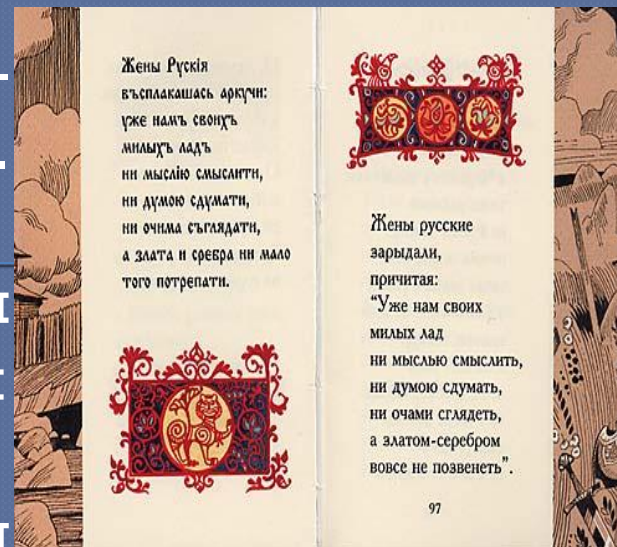 Жены Рускія
въсплакашась аркучи:
уже намъ своихъ
милыхъ ладъ
ни мыслію смыслити,
ни думою сдумати,
ни очима съглядати,
а злата и сребра ни мало
того потрепати.
Жены русские
зарыдали,
причитая:
“Уже нам своих
милых лад
ни мыслью смыслить,
ни думою сдумать,
ни очами сглядеть,
а златом-серебром
вовсе не позвенеть”.
97